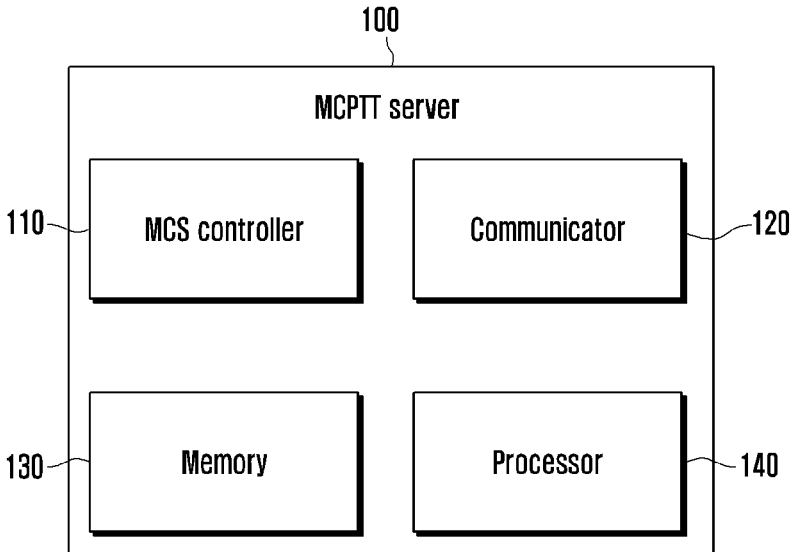 100
MCPTT server
110
MCS controller
Communicator
120
130
Memory
Processor
140